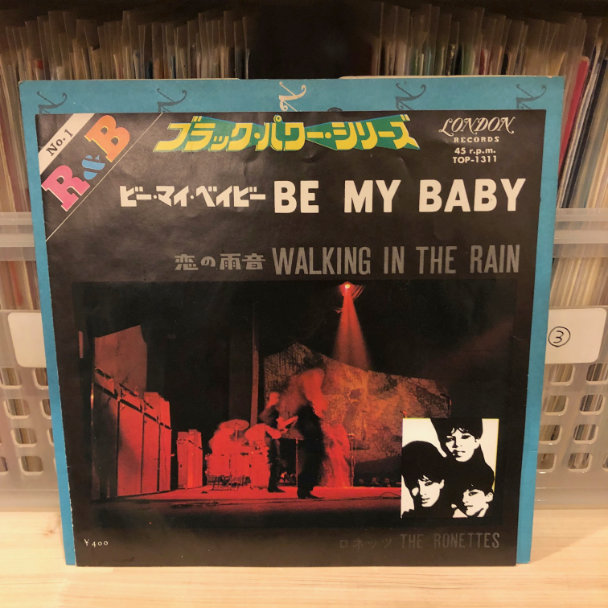 No.1
R&B
ブラック・パワー・シリーズ
LONDON
RECORDS
45 r.p.m.
TOP-1311
ビー・マイ・ベイビー BE MY BABY
恋の雨音 WALKING IN THE RAIN
③
¥400
ロネッツ THE RONETTES